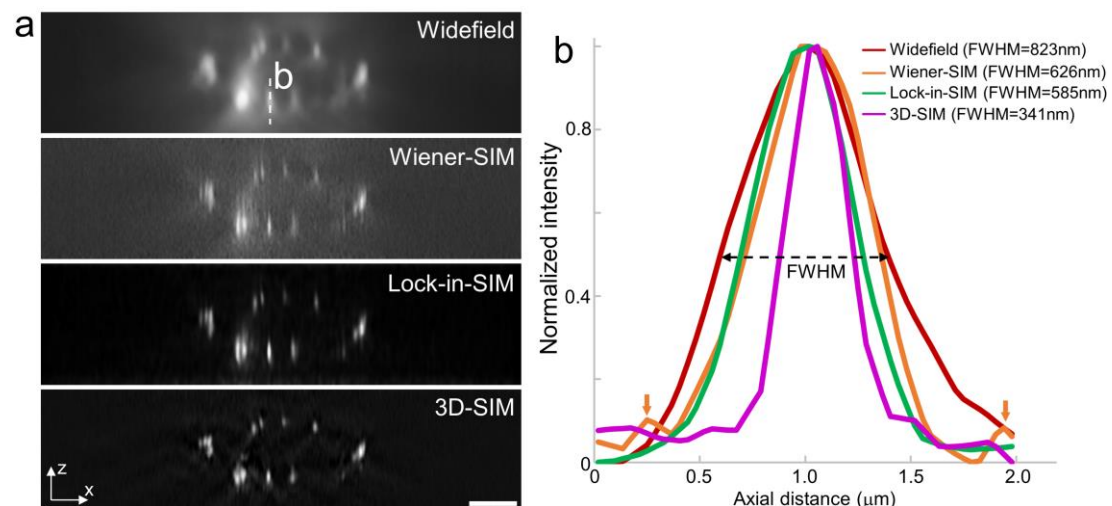 a
Widefield
b
Wiener-SIM
Lock-in-SIM
3D-SIM
z
x
b
Widefield (FWHM=823nm)
Wiener-SIM (FWHM=626nm)
Lock-in-SIM (FWHM=585nm)
3D-SIM (FWHM=341nm)
Normalized intensity
0.8
0.4
0
FWHM
0 0.5 1.0 1.5 2.0
Axial distance (μm)